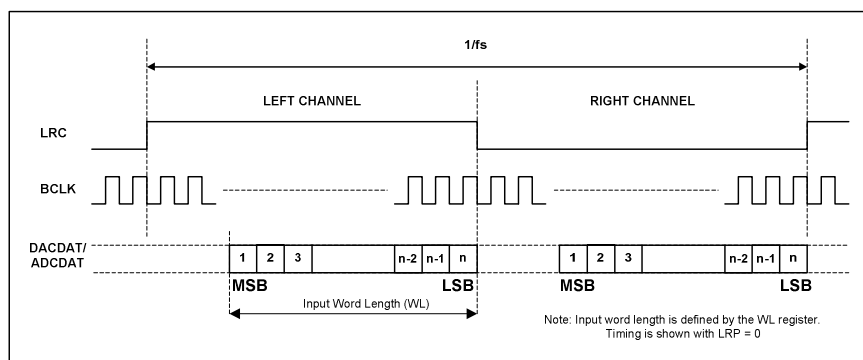 1/fs
LEFT CHANNEL RIGHT CHANNEL
LRC
BCLK
DACDAT/
ADCDAT
1 2 3 n-2 n-1 n 1 2 3 n-2 n-1 n
MSB LSB MSB LSB
Input Word Length (WL)
Note: Input word length is defined by the WL register.
Timing is shown with LRP = 0